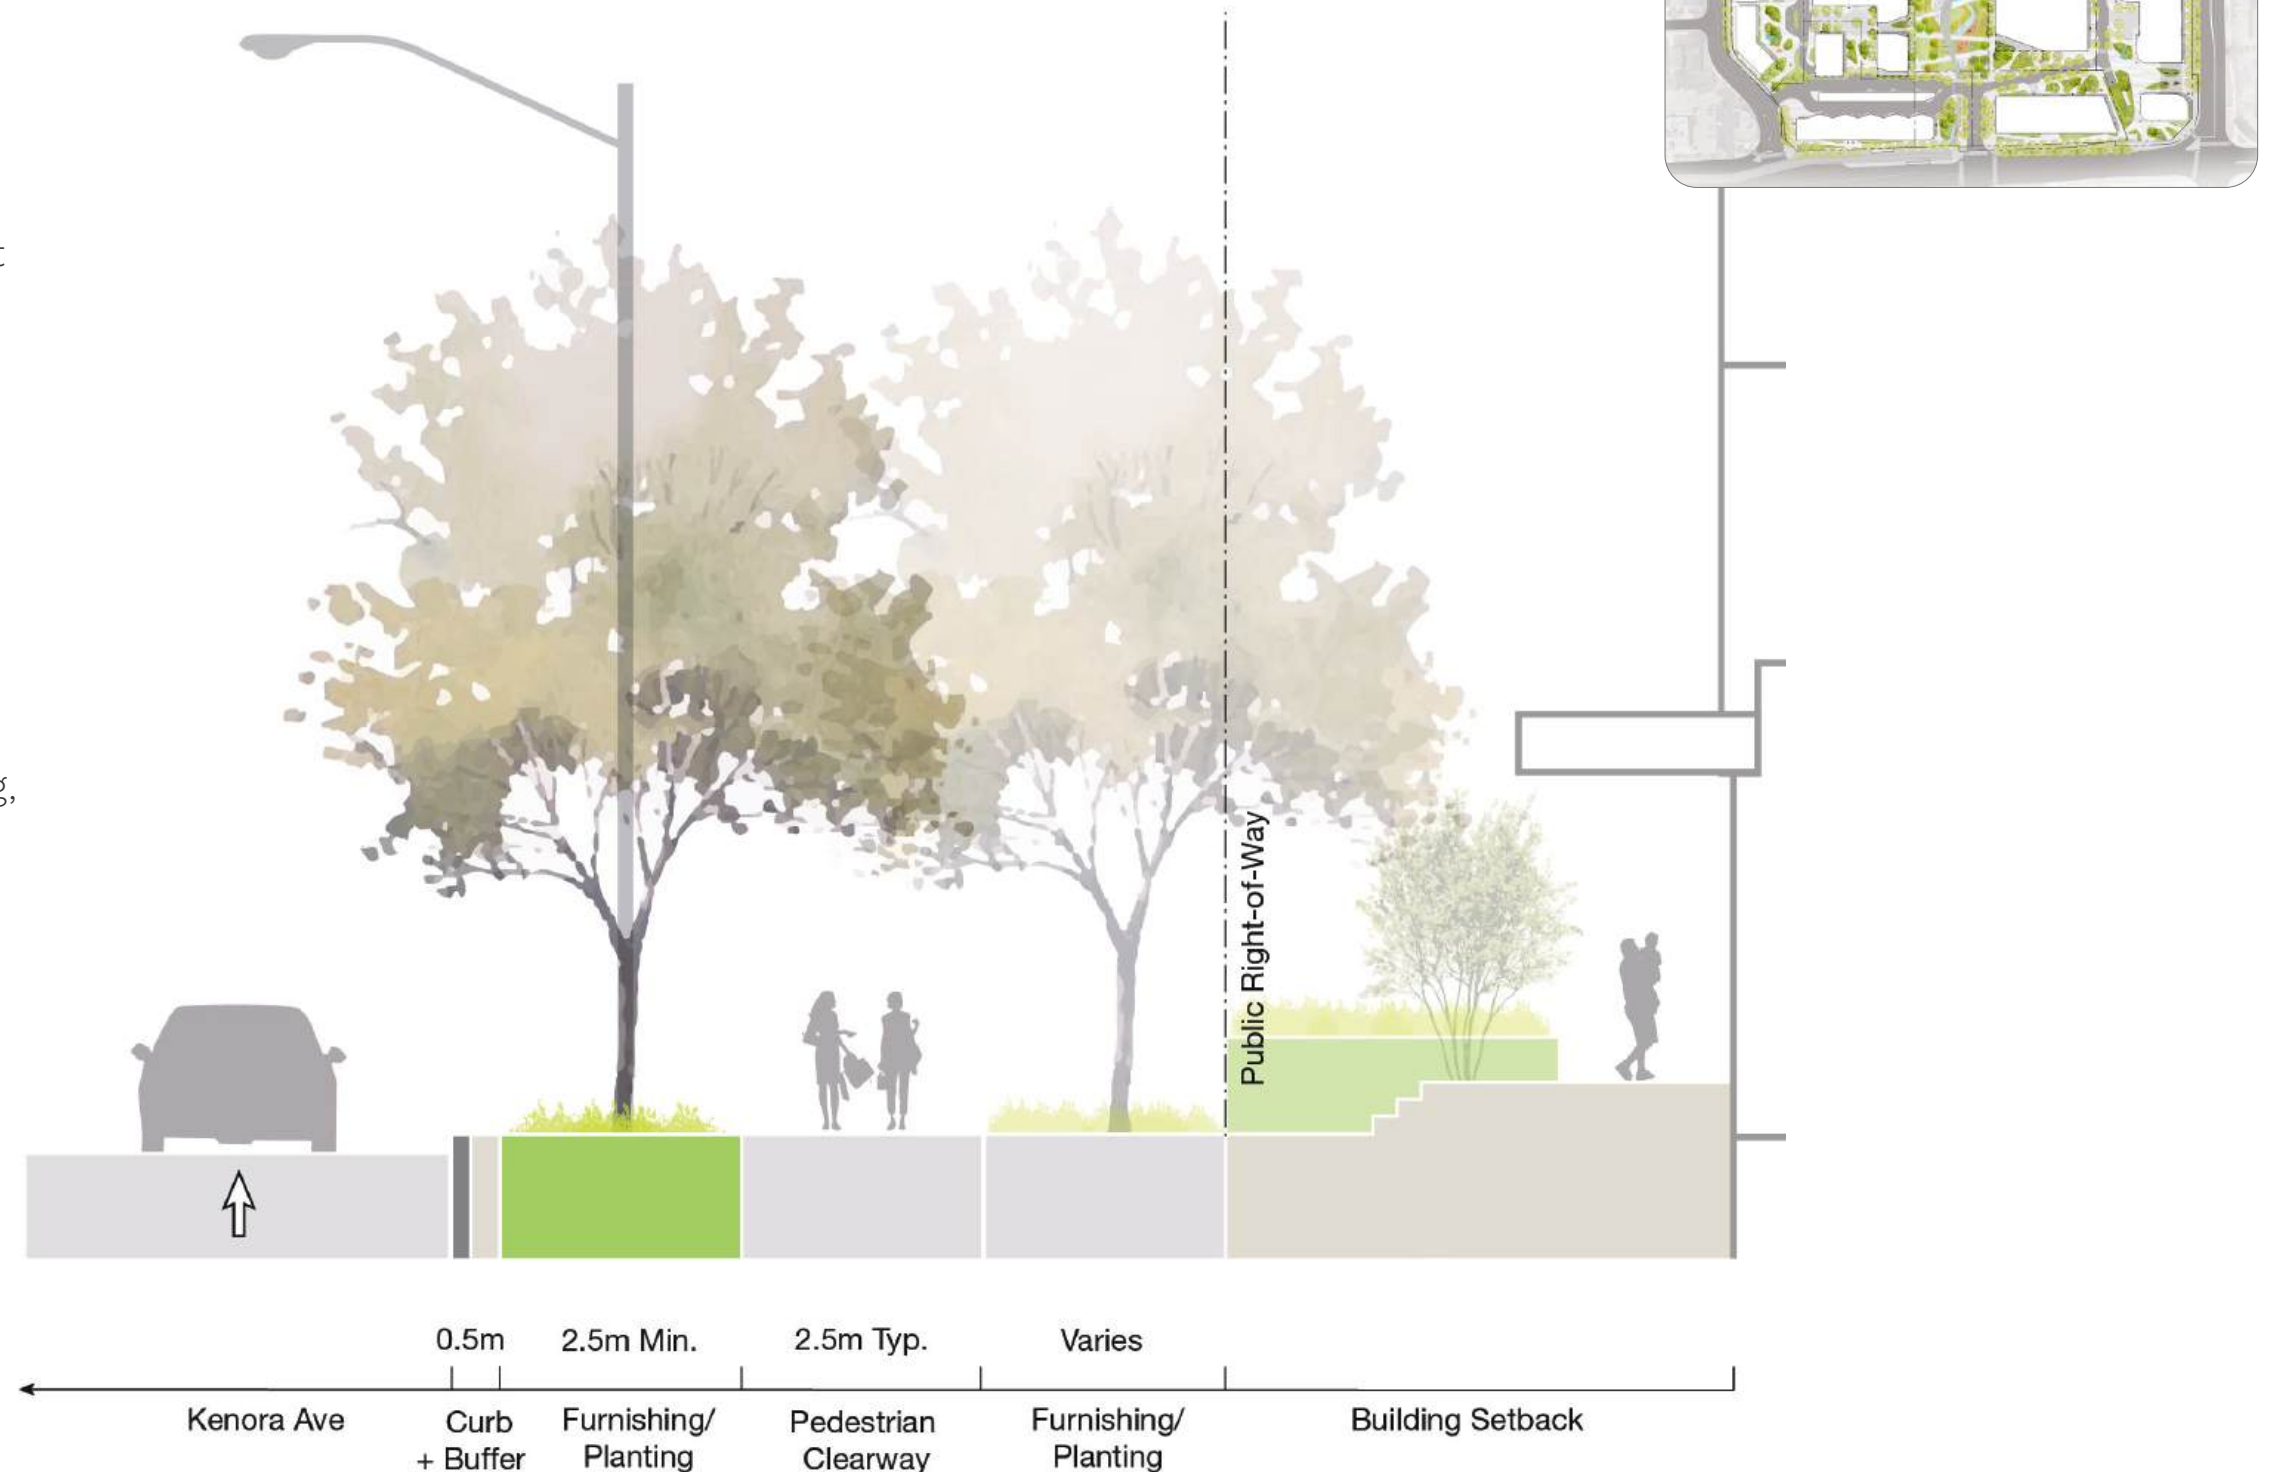 Public Right-of-Way
0.5m
2.5m Min.
2.5m Typ.
Varies
Kenora Ave
Curb
+ Buffer
Furnishing/
Planting
Pedestrian
Clearway
Furnishing/
Planting
Building Setback